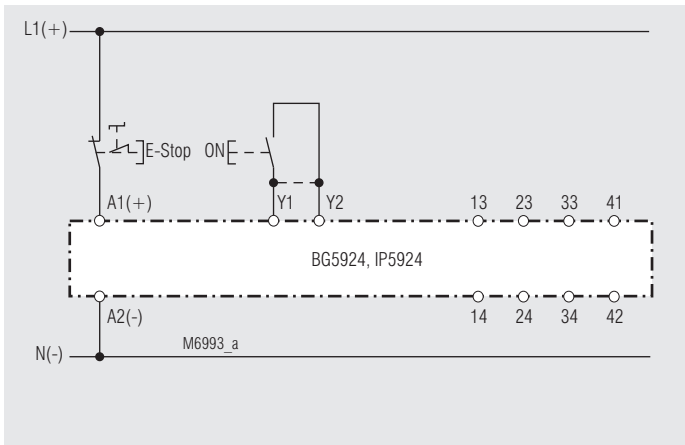 L1(+)
E-Stop ON
A1(+) Y1 Y2 13 23 33 41
BG5924, IP5924
A2(-) 14 24 34 42
M6993_a
N(-)